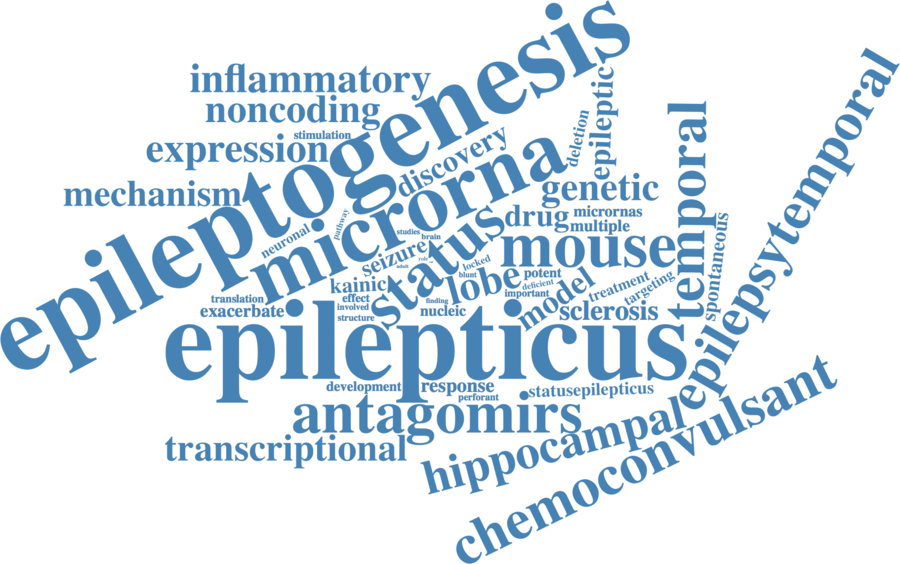 epileptogenesis
inflammatory
noncoding
stimulation
expression
mechanism
discovery
deletion
epileptic
temporal
epilepsytemporal
microrna
genetic
drug
micrornas
multiple
pathway
neuronal
studies
brain
status
mouse
seizure
role
adult
locked
blunt
kainic
lobe
potent
deficient
important
model
treatment
targeting
spontaneous
translation
exacerbate
effect
involved
structure
finding
nucleic
sclerosis
epilepticus
development
response
perforant
statusepilepticus
antagomirs
transcriptional
hippocampal
chemoconvulsant